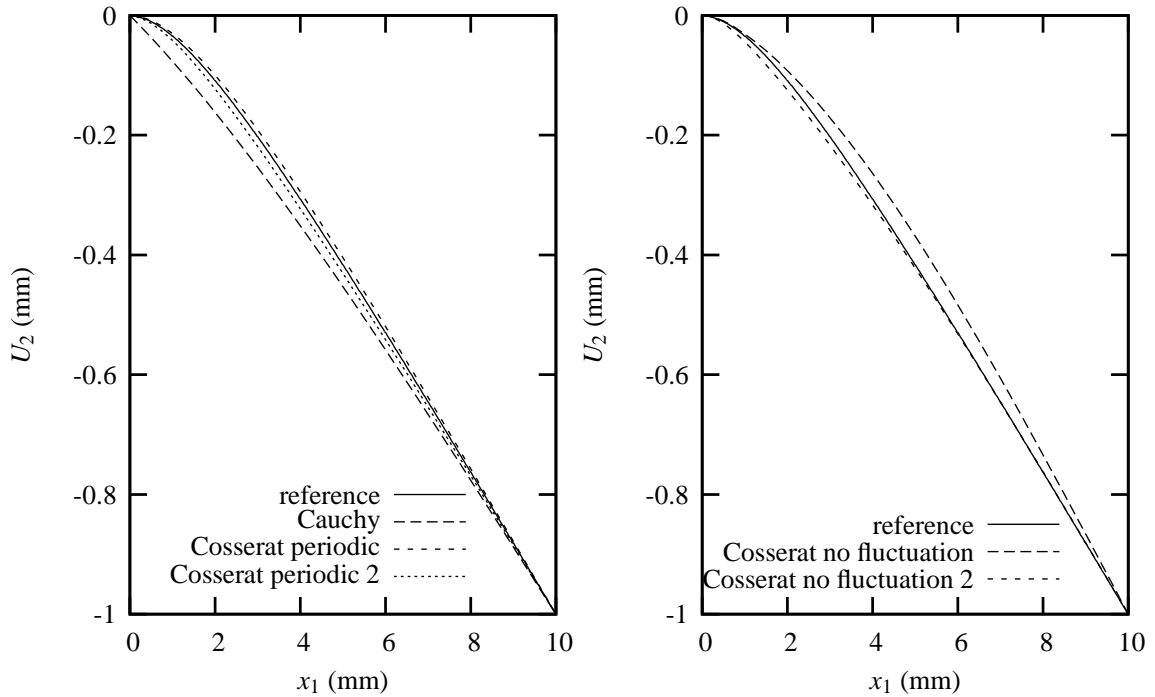 0
-0.2
-0.4
-0.6
-0.8
-1
0 2 4 6 8 10
U2 (mm)
x1 (mm)
reference
Cauchy
Cosserat periodic
Cosserat periodic 2
0
-0.2
-0.4
-0.6
-0.8
-1
0 2 4 6 8 10
U2 (mm)
x1 (mm)
reference
Cosserat no fluctuation
Cosserat no fluctuation 2